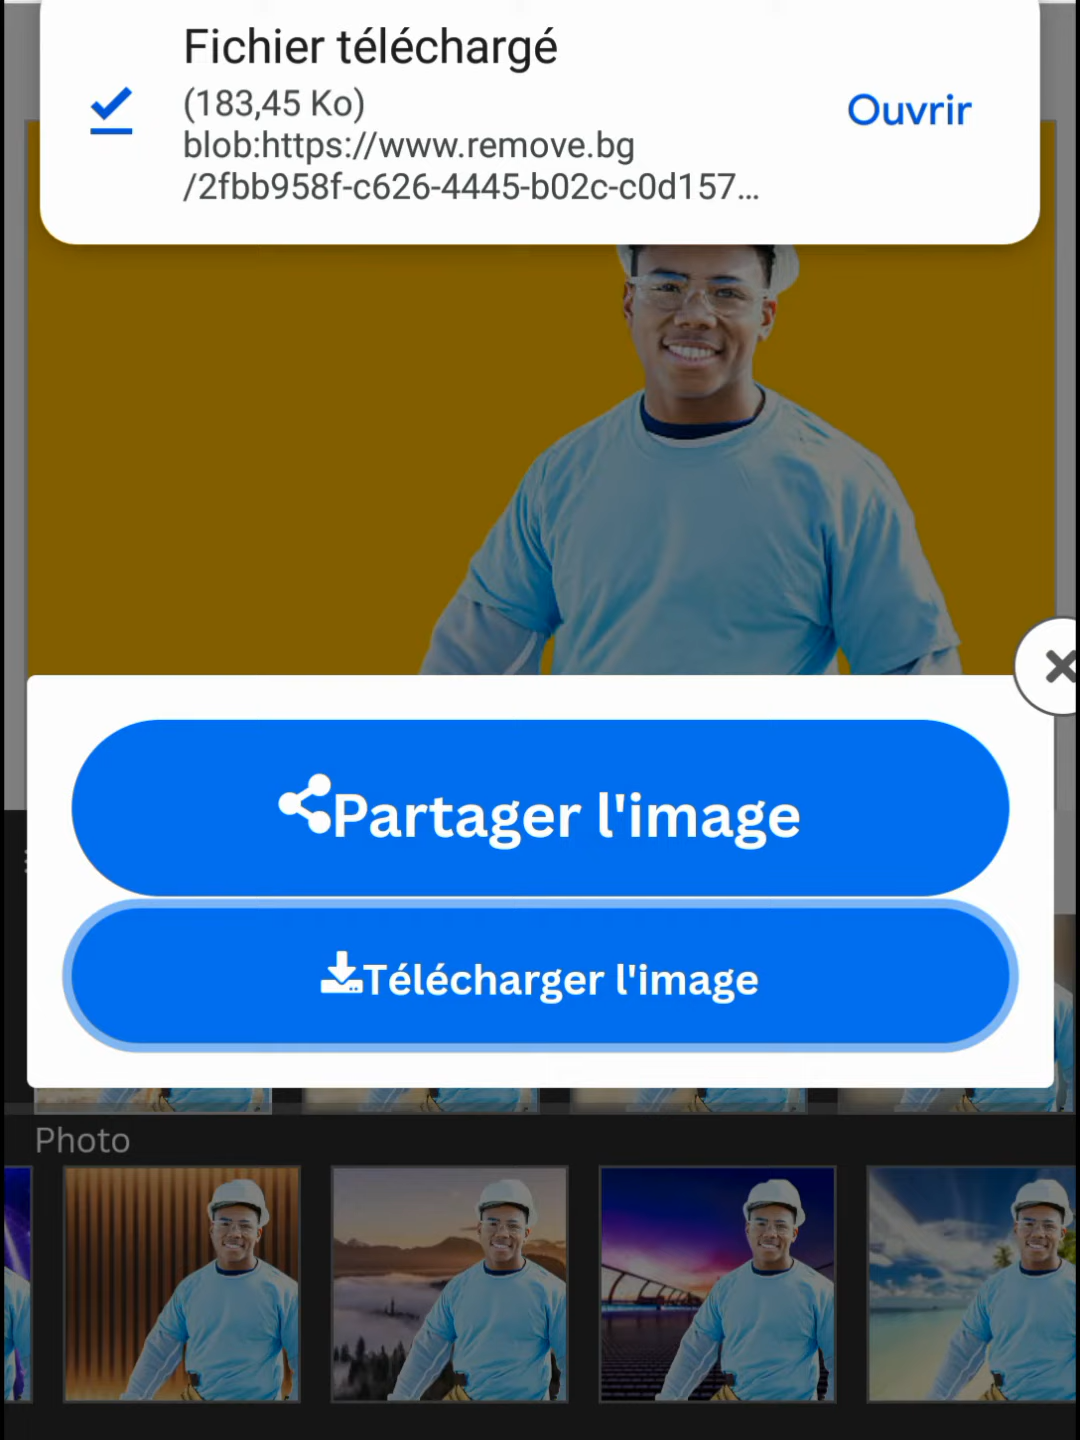 Fichier téléchargé
(183,45 Ko)
blob:https://www.remove.bg
/2fbb958f-c626-4445-b02c-c0d157...
Ouvrir
Partager l'image
Télécharger l'image
Photo